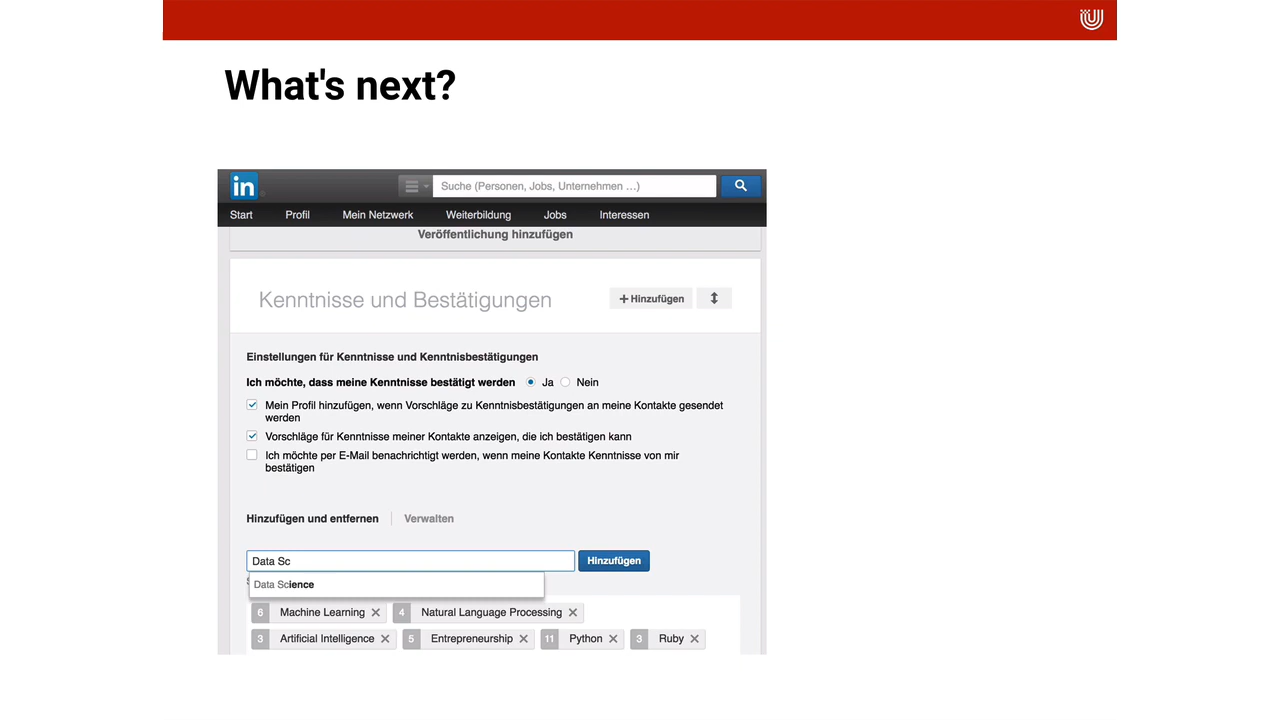 What's next?
in
Suche (Personen, Jobs, Unternehmen ...)
Start Profil Mein Netzwerk Weiterbildung Jobs Interessen
Veröffentlichung hinzufügen
Kenntnisse und Bestätigungen
+Hinzufügen
Einstellungen für Kenntnisse und Kenntnisbestätigungen
Ich möchte, dass meine Kenntnisse bestätigt werden Ja Nein
Mein Profil hinzufügen, wenn Vorschläge zu Kenntnisbestätigungen an meine Kontakte gesendet
werden
Vorschläge für Kenntnisse meiner Kontakte anzeigen, die ich bestätigen kann
Ich möchte per E-Mail benachrichtigt werden, wenn meine Kontakte Kenntnisse von mir
bestätigen
Hinzufügen und entfernen Verwalten
Data Sc Hinzufügen
Data Science
6 Machine Learning 4 Natural Language Processing
3 Artificial Intelligence 5 Entrepreneurship 11 Python 3 Ruby